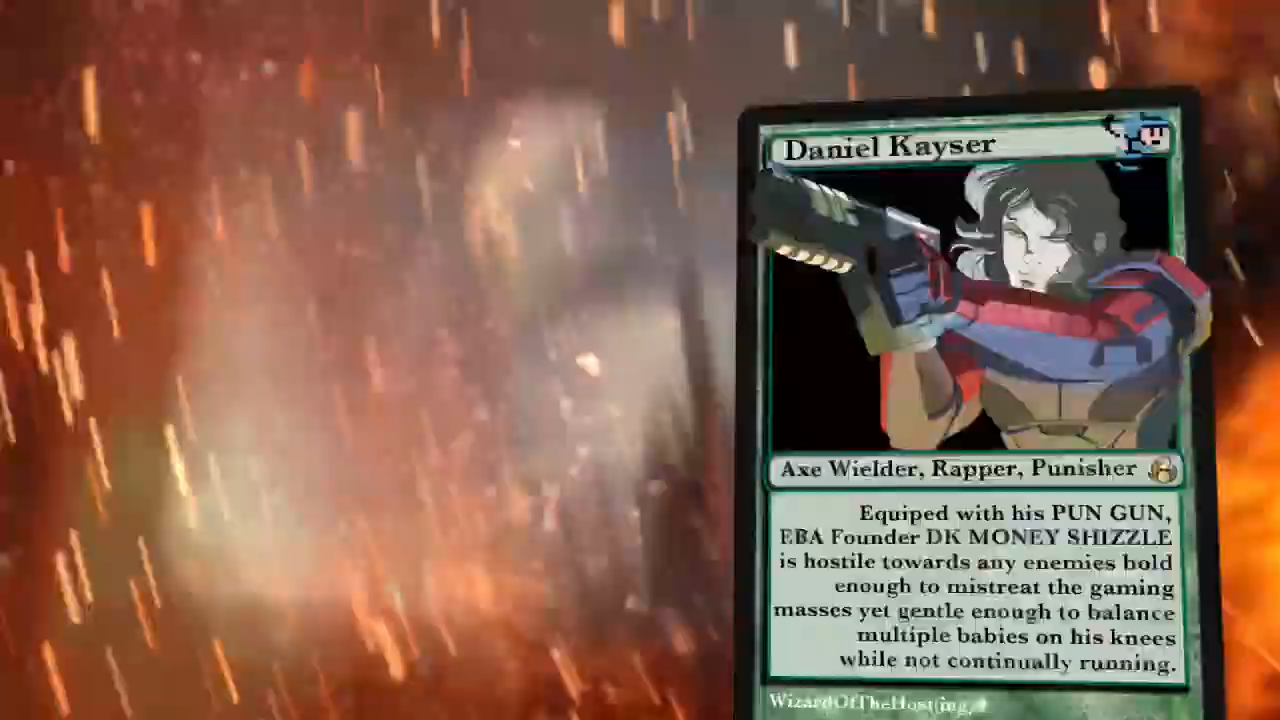 Daniel Kayser
Axe Wielder, Rapper, Punisher
Equiped with his PUN GUN,
EBA Founder DK MONEY SHIZZLE
is hostile towards any enemies bold
enough to mistreat the gaming
masses yet gentle enough to balance
multiple babies on his knees
while not continually running.
WizardOfTheHosting,